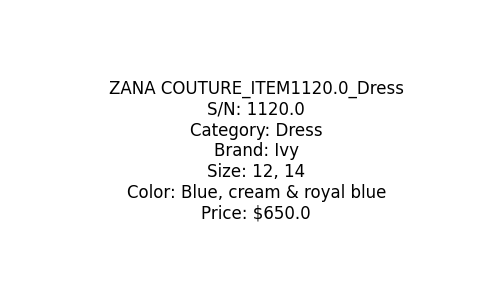 ZANA COUTURE_ITEM1120.0_Dress
S/N: 1120.0
Category: Dress
Brand: Ivy
Size: 12, 14
Color: Blue, cream & royal blue
Price: $650.0